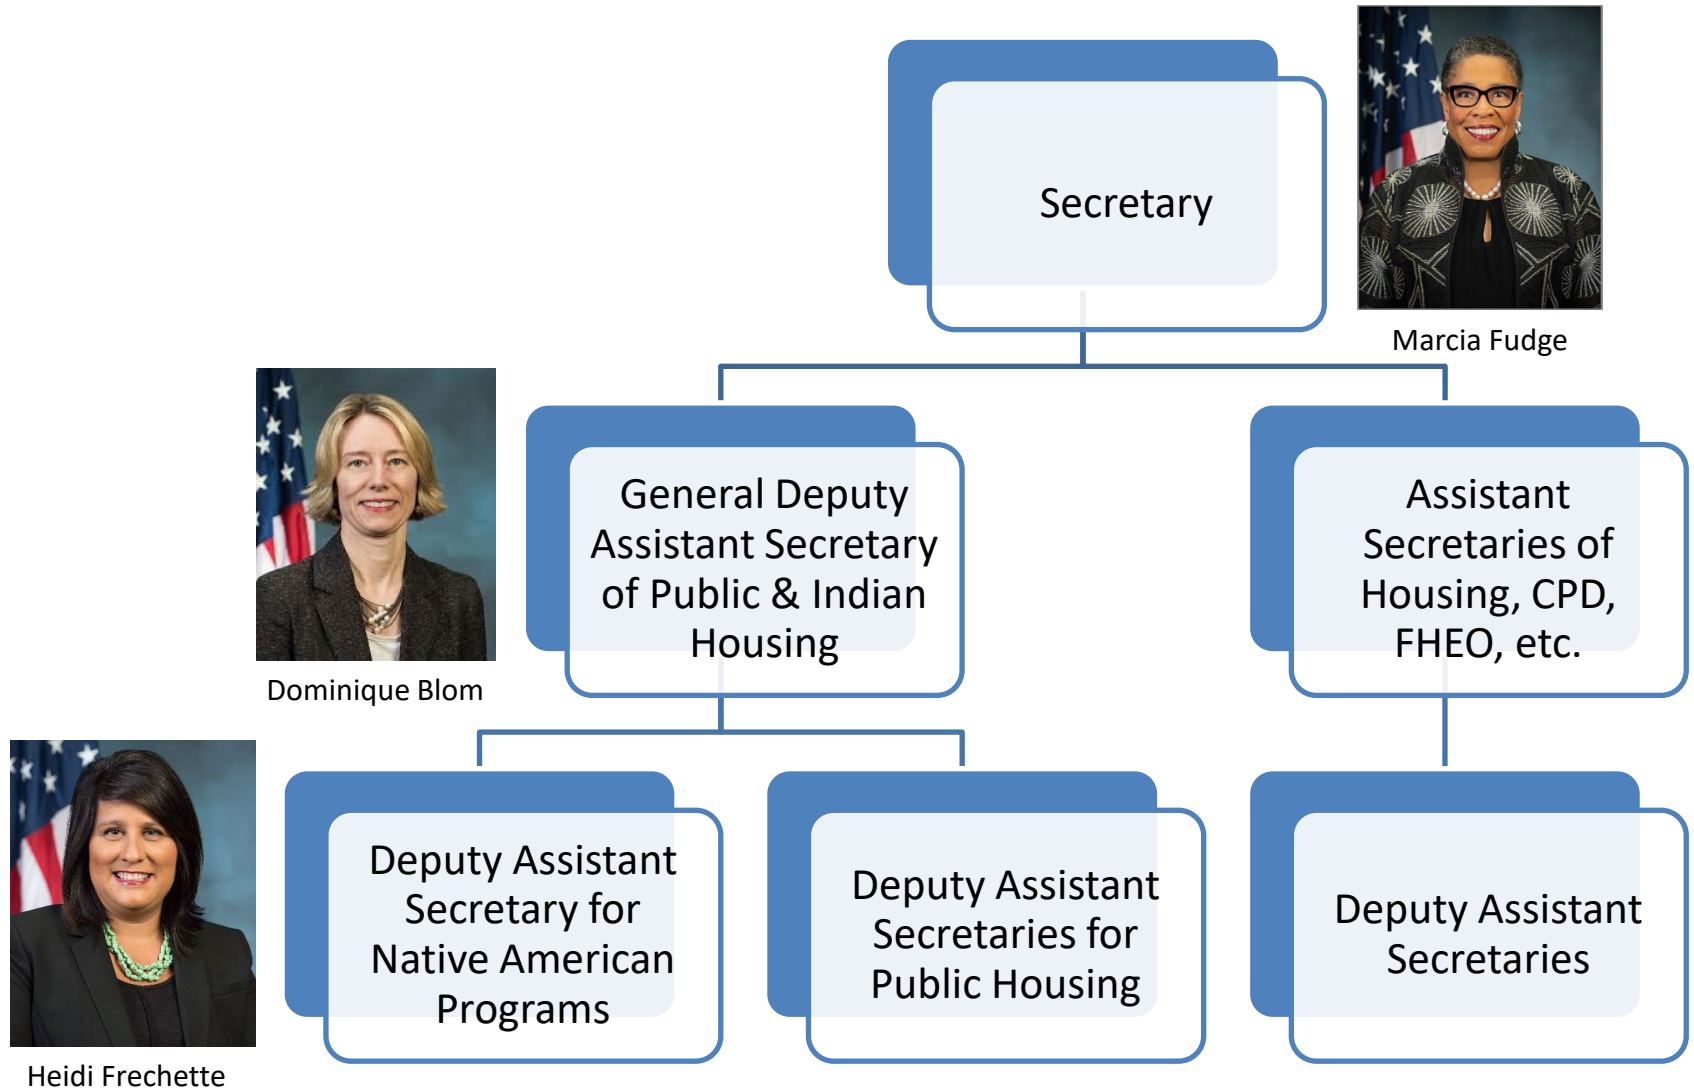 Secretary
Marcia Fudge
General Deputy
Assistant Secretary
of Public & Indian
Housing
Dominique Blom
Assistant
Secretaries of
Housing, CPD,
FHEO, etc.
Deputy Assistant
Secretary for
Native American
Programs
Heidi Frechette
Deputy Assistant
Secretaries for
Public Housing
Deputy Assistant
Secretaries